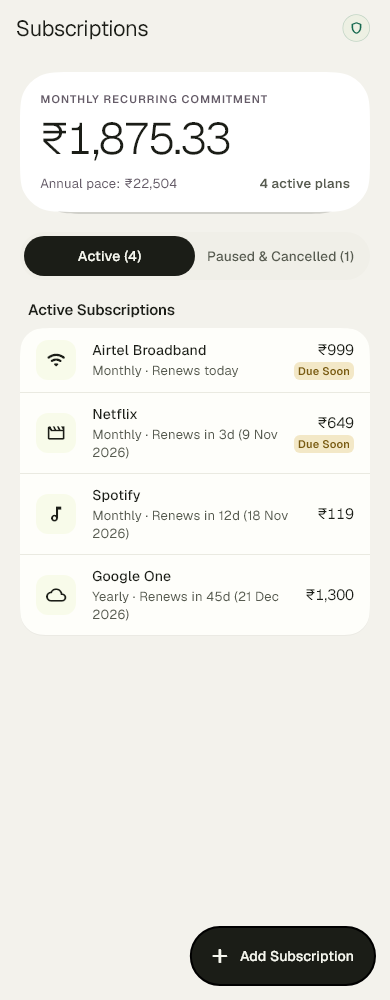 Subscriptions
MONTHLY RECURRING COMMITMENT
₹1,875.33
Annual pace: ₹22,504
4 active plans
Active (4)
Paused & Cancelled (1)
Active Subscriptions
Airtel Broadband
₹999
Monthly · Renews today
Due Soon
Netflix
₹649
Monthly · Renews in 3d (9 Nov
2026)
Due Soon
Spotify
Monthly · Renews in 12d (18 Nov
2026)
₹119
Google One
Yearly · Renews in 45d (21 Dec
2026)
₹1,300
+ Add Subscription